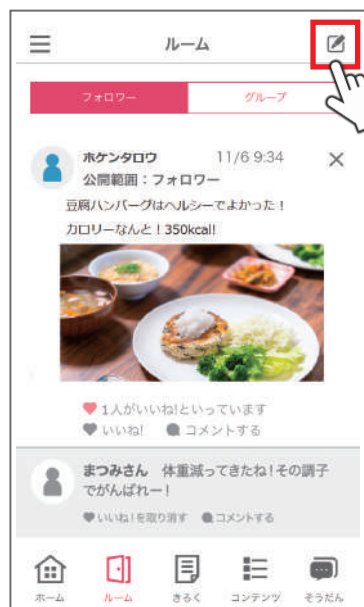 ルーム
フォロワー
グループ
ホケンタロウ 11/6 9:34
公開範囲：フォロワー
豆腐ハンバーグはヘルシーでよかった！
カロリーなんと！350kcal!
1人がいいね!といっています
いいね! コメントする
まつみさん 体重減ってきたね！その調子
でがんばれー！
いいね！を取り消す コメントする
ホーム ルーム きろく コンテンツ そうだん